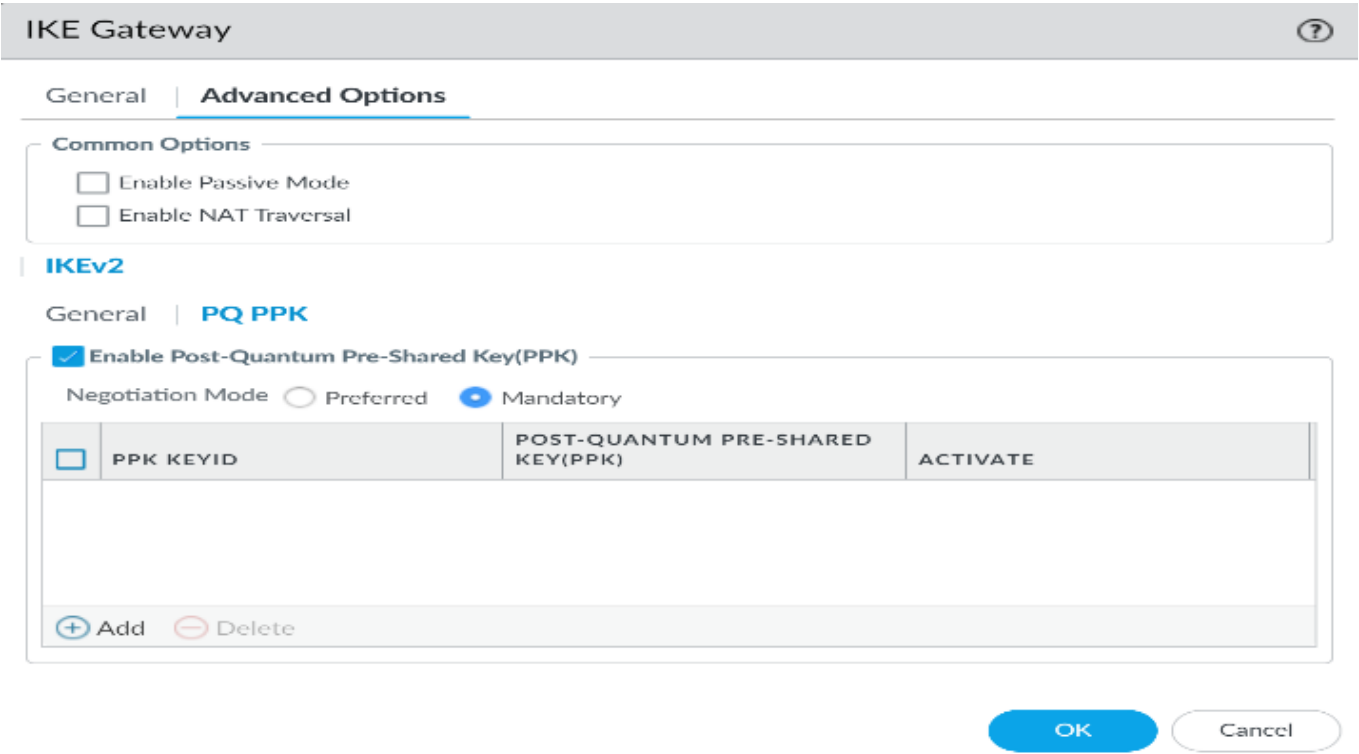 IKE Gateway
General | Advanced Options
Common Options
Enable Passive Mode
Enable NAT Traversal
IKEv2
General | PQ PPK
Enable Post-Quantum Pre-Shared Key(PPK)
Negotiation Mode Preferred Mandatory
PPK KEYID
POST-QUANTUM PRE-SHARED
KEY(PPK)
ACTIVATE
Add Delete
OK Cancel